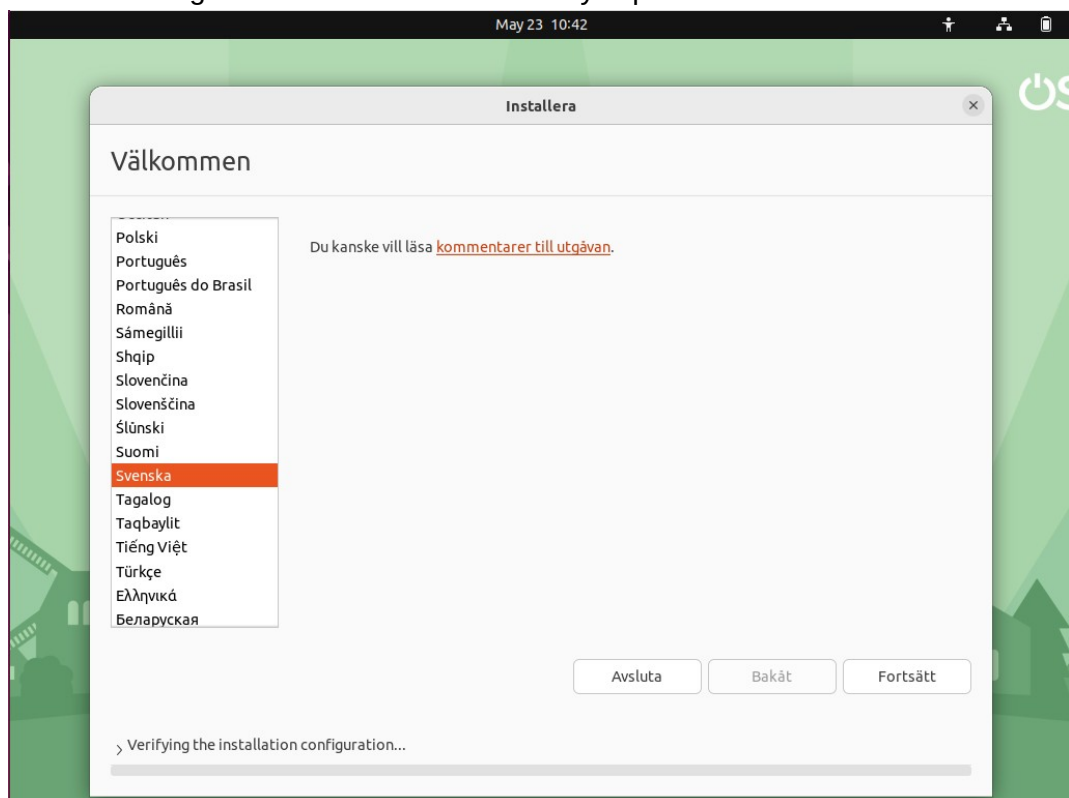 May 23 10:42
Installera
Välkommen
Polski
Português
Português do Brasil
Română
Sámegillii
Shqip
Slovenčina
Slovenščina
Ślůnski
Suomi
Svenska
Tagalog
Taqbaylit
Tiếng Việt
Türkçe
Ελληνικά
Беларуская
Du kanske vill läsa kommentarer till utgåvan.
Avsluta
Bakåt
Fortsätt
Verifying the installation configuration...